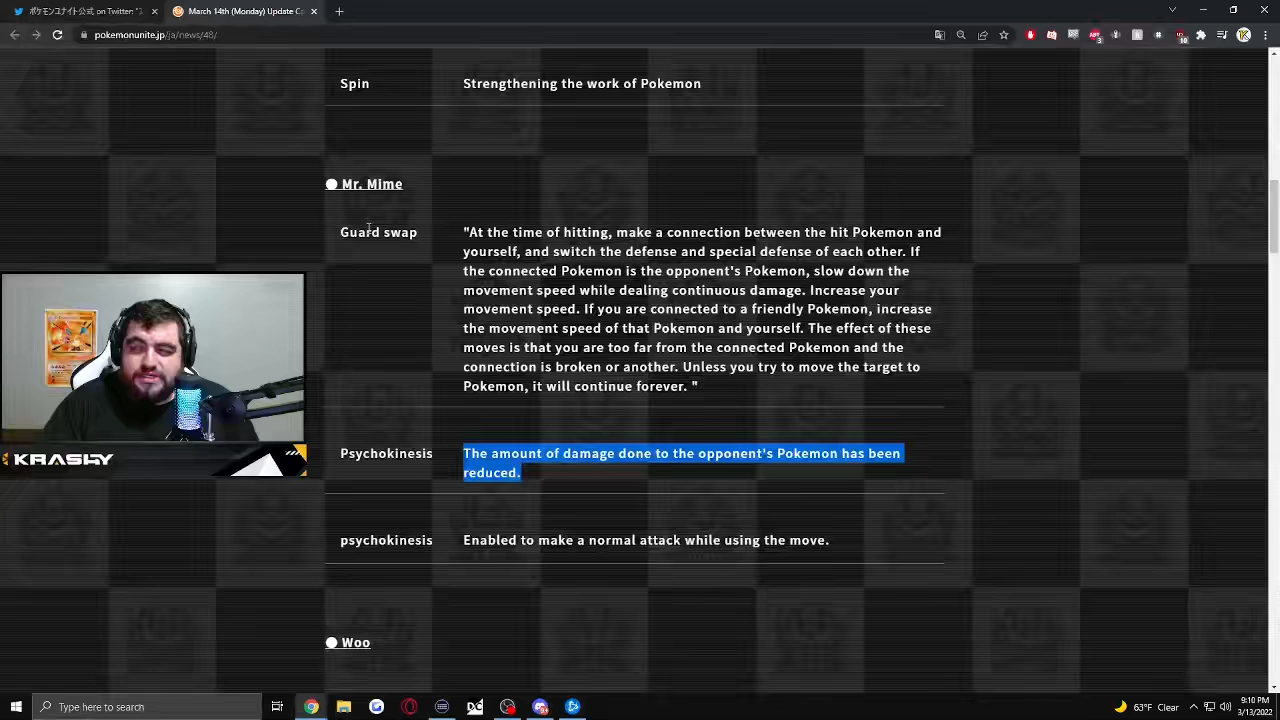 ポケモンユナイト公式 on Twitter "
March 14th (Monday) Update Co
pokemonunite.jp/ja/news/48/
Spin Strengthening the work of Pokemon
Mr. Mime
Guard swap "At the time of hitting, make a connection between the hit Pokemon and
yourself, and switch the defense and special defense of each other. If
the connected Pokemon is the opponent's Pokemon, slow down the
movement speed while dealing continuous damage. Increase your
movement speed. If you are connected to a friendly Pokemon, increase
the movement speed of that Pokemon and yourself. The effect of these
moves is that you are too far from the connected Pokemon and the
connection is broken or another. Unless you try to move the target to
Pokemon, it will continue forever. "
KRASHY
Psychokinesis The amount of damage done to the opponent's Pokemon has been
reduced.
psychokinesis Enabled to make a normal attack while using the move.
Woo
Type here to search
63°F Clear
9:10 PM
3/13/2022